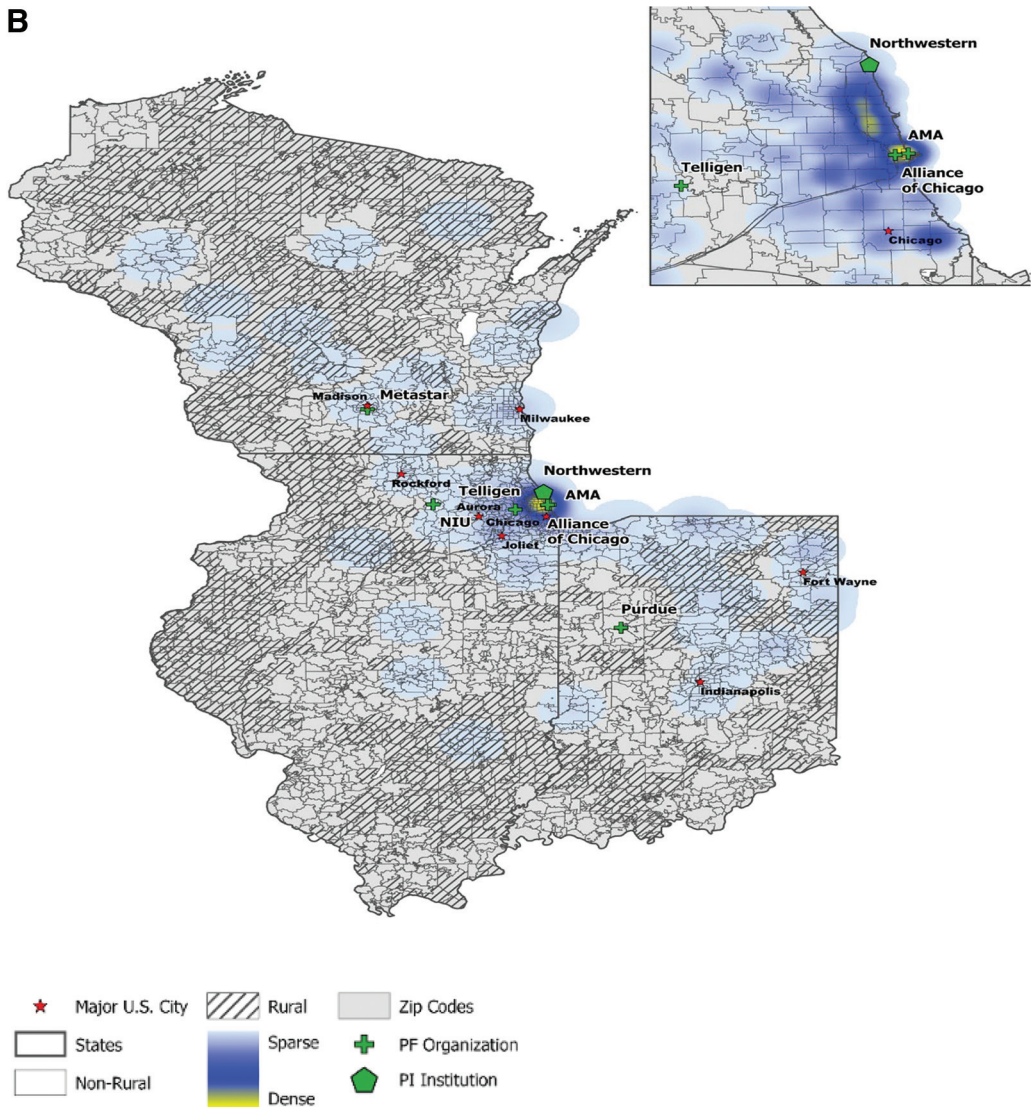 B
Northwestern
AMA
Telligen
Alliance
of Chicago
Chicago
Madison
Metastar
Milwaukee
Rockford
Northwestern
Telligen
AMA
Aurora
NIU
Chicago
Alliance
of Chicago
Joliet
Fort Wayne
Purdue
Indianapolis
Major U.S. City
Rural
Zip Codes
States
Sparse
PF Organization
Non-Rural
Dense
PI Institution